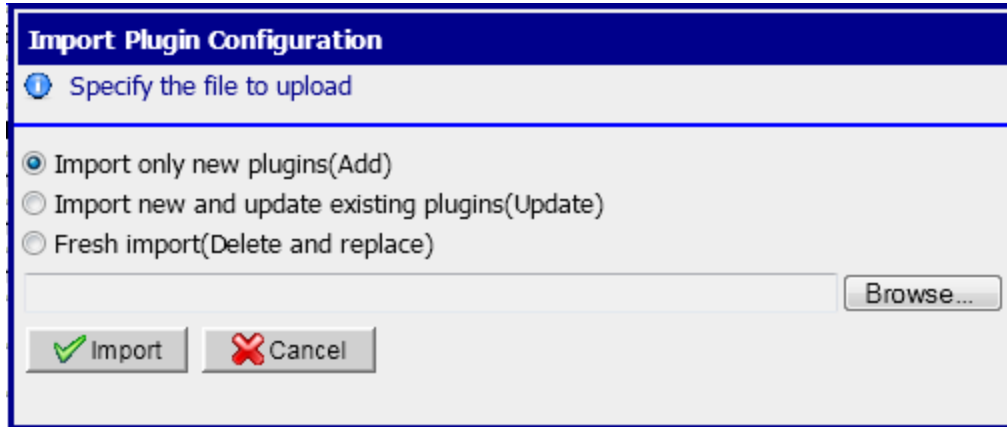 Import Plugin Configuration
Specify the file to upload
Import only new plugins(Add)
Import new and update existing plugins(Update)
Fresh import(Delete and replace)
Browse...
Import Cancel